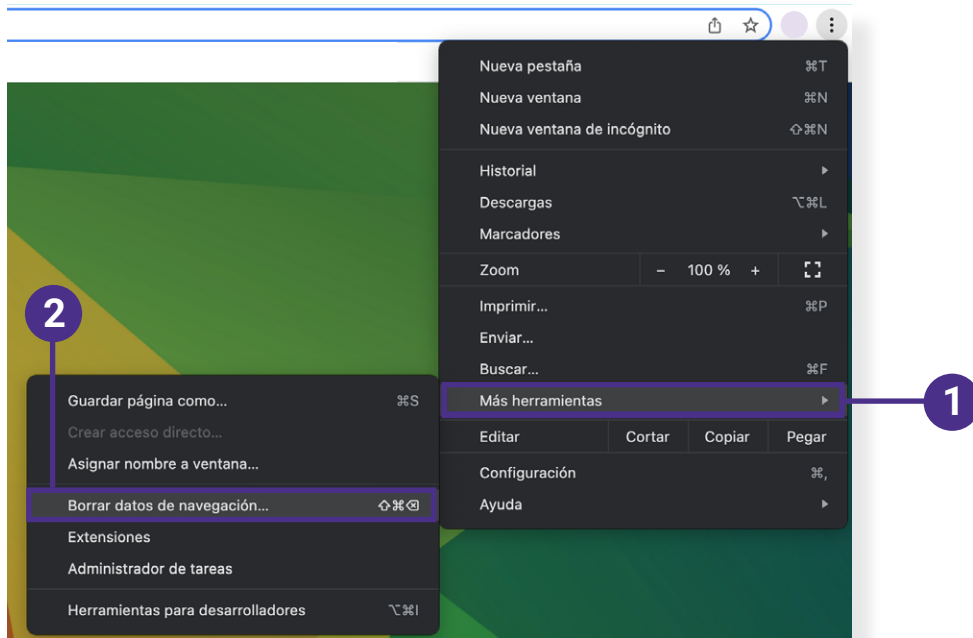 Nueva pestaña ⌘T
Nueva ventana ⌘N
Nueva ventana de incógnito ⇧⌘N
Historial
Descargas ⌥⌘L
Marcadores
Zoom - 100 % +
Imprimir... ⌘P
Enviar...
Buscar... ⌘F
Más herramientas
1
Editar Cortar Copiar Pegar
Configuración ⌘,
Ayuda
2
Guardar página como... ⌘S
Crear acceso directo...
Asignar nombre a ventana...
Borrar datos de navegación... ⇧⌘⌫
Extensiones
Administrador de tareas
Herramientas para desarrolladores ⌥⌘I